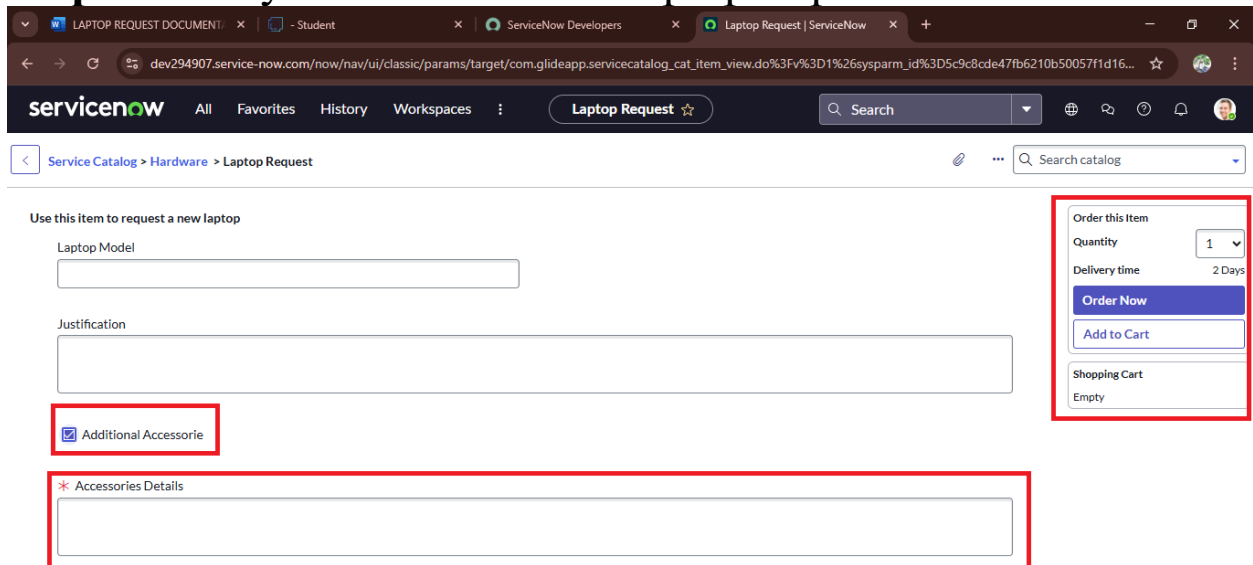 LAPTOP REQUEST DOCUMENT
- Student
ServiceNow Developers
Laptop Request | ServiceNow
dev294907.service-now.com/now/nav/ui/classic/params/target/com.glideapp.servicecatalog_cat_item_view.do%3Fv%3D1%26sysparm_id%3D5c9c8cde47fb6210b50057f1d16...
servicenow All Favorites History Workspaces Laptop Request Search
Service Catalog > Hardware > Laptop Request Search catalog
Use this item to request a new laptop
Laptop Model
Justification
Additional Accessorie
* Accessories Details
Order this Item
Quantity 1
Delivery time 2 Days
Order Now
Add to Cart
Shopping Cart
Empty